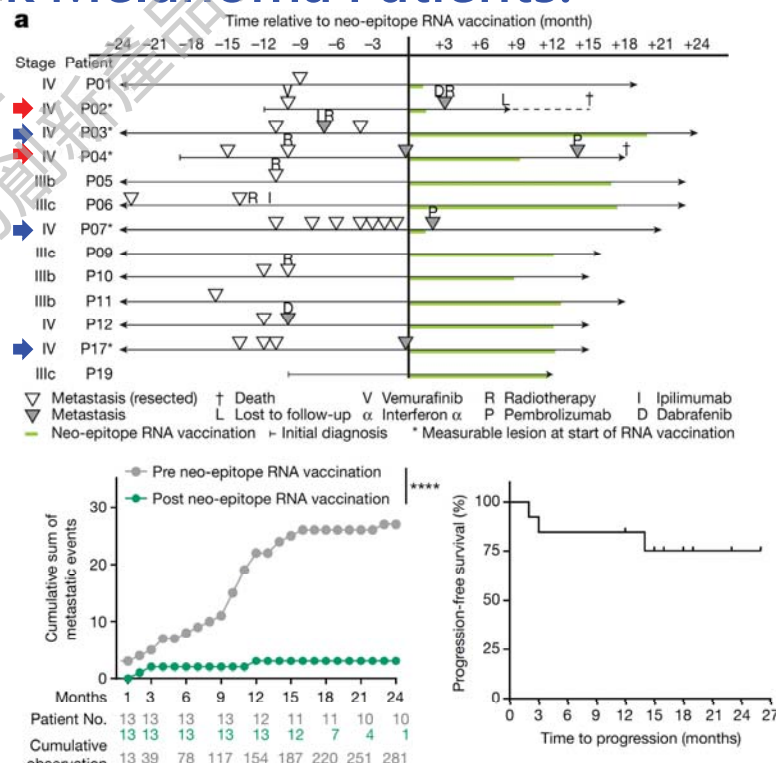 k Melanoma Patients.
創新產品
a Time relative to neo-epitope RNA vaccination (month)
−24 −21 −18 −15 −12 −9 −6 −3 +3 +6 +9 +12 +15 +18 +21 +24
Stage Patient
IV P01
V DR
IV P02* L †
I R
IV P03*
R P
IV P04* †
R
IIIb P05
IIIc P06 R I
P
IV P07*
IIIc P09
R
IIIb P10
IIIb P11
D
IV P12
IV P17*
IIIc P19
Metastasis (resected) † Death V Vemurafinib R Radiotherapy I Ipilimumab
Metastasis L Lost to follow-up α Interferon α P Pembrolizumab D Dabrafenib
Neo-epitope RNA vaccination Initial diagnosis * Measurable lesion at start of RNA vaccination
Pre neo-epitope RNA vaccination
Post neo-epitope RNA vaccination
****
Cumulative sum of
metastatic events
30
20
10
0
Months 1 3 6 9 12 15 18 21 24
Patient No. 13 13 13 13 12 11 11 10 10
13 13 13 13 13 12 7 4 1
Cumulative
observation 13 39 78 117 154 187 220 251 281
Progression-free survival (%)
100
75
50
25
0
0 3 6 9 12 15 18 21 24 27
Time to progression (months)